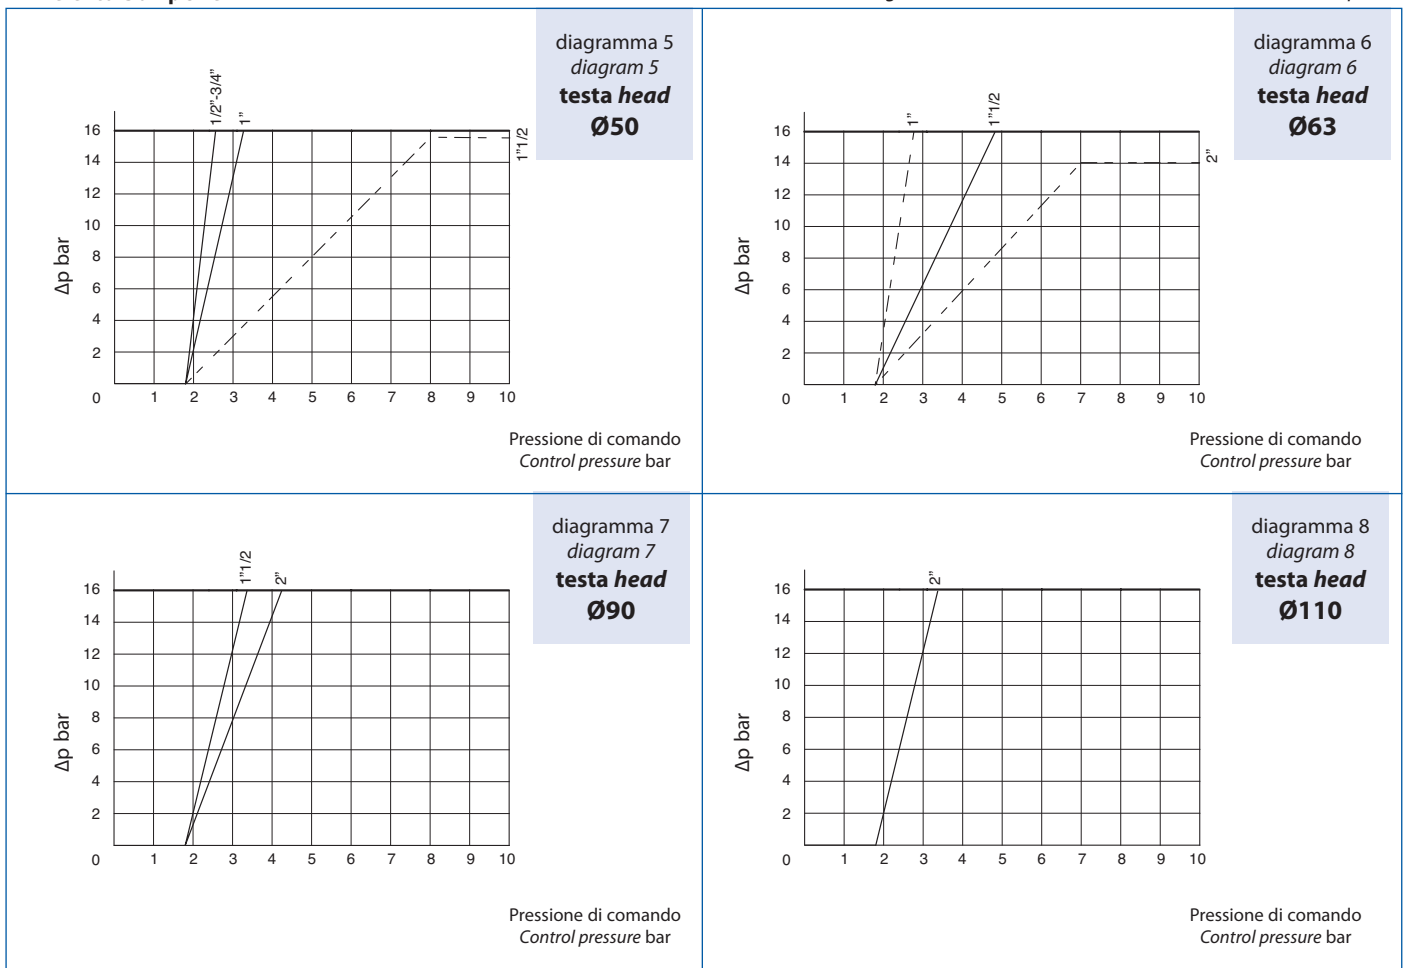 diagramma 5
diagram 5
testa head
Ø50
1/2"-3/4"
1"
1"1/2
16
14
12
10
8
6
4
2
0
Δp bar
1 2 3 4 5 6 7 8 9 10
Pressione di comando
Control pressure bar
diagramma 6
diagram 6
testa head
Ø63
1"
1"1/2
2"
16
14
12
10
8
6
4
2
0
Δp bar
1 2 3 4 5 6 7 8 9 10
Pressione di comando
Control pressure bar
diagramma 7
diagram 7
testa head
Ø90
1"1/2
2"
16
14
12
10
8
6
4
2
0
Δp bar
1 2 3 4 5 6 7 8 9 10
Pressione di comando
Control pressure bar
diagramma 8
diagram 8
testa head
Ø110
2"
16
14
12
10
8
6
4
2
0
Δp bar
1 2 3 4 5 6 7 8 9 10
Pressione di comando
Control pressure bar